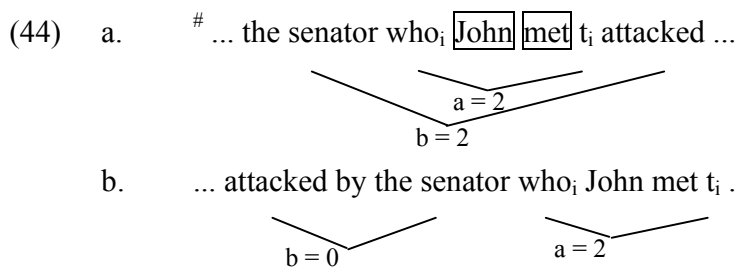 (44) a. # ... the senator whoᵢ John met tᵢ attacked ...
a = 2
b = 2
b. ... attacked by the senator whoᵢ John met tᵢ .
b = 0 a = 2